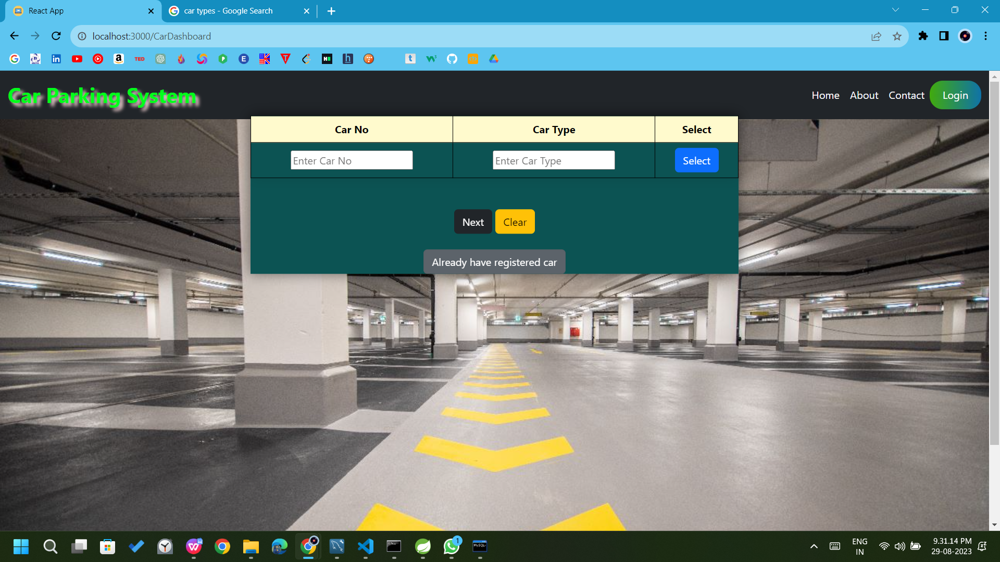 React App
car types - Google Search
localhost:3000/CarDashboard
TED
Car Parking System
Home About Contact Login
Car No Car Type Select
Enter Car No Enter Car Type Select
Next Clear
Already have registered car
1
ENG
IN
9.31.14 PM
29-08-2023